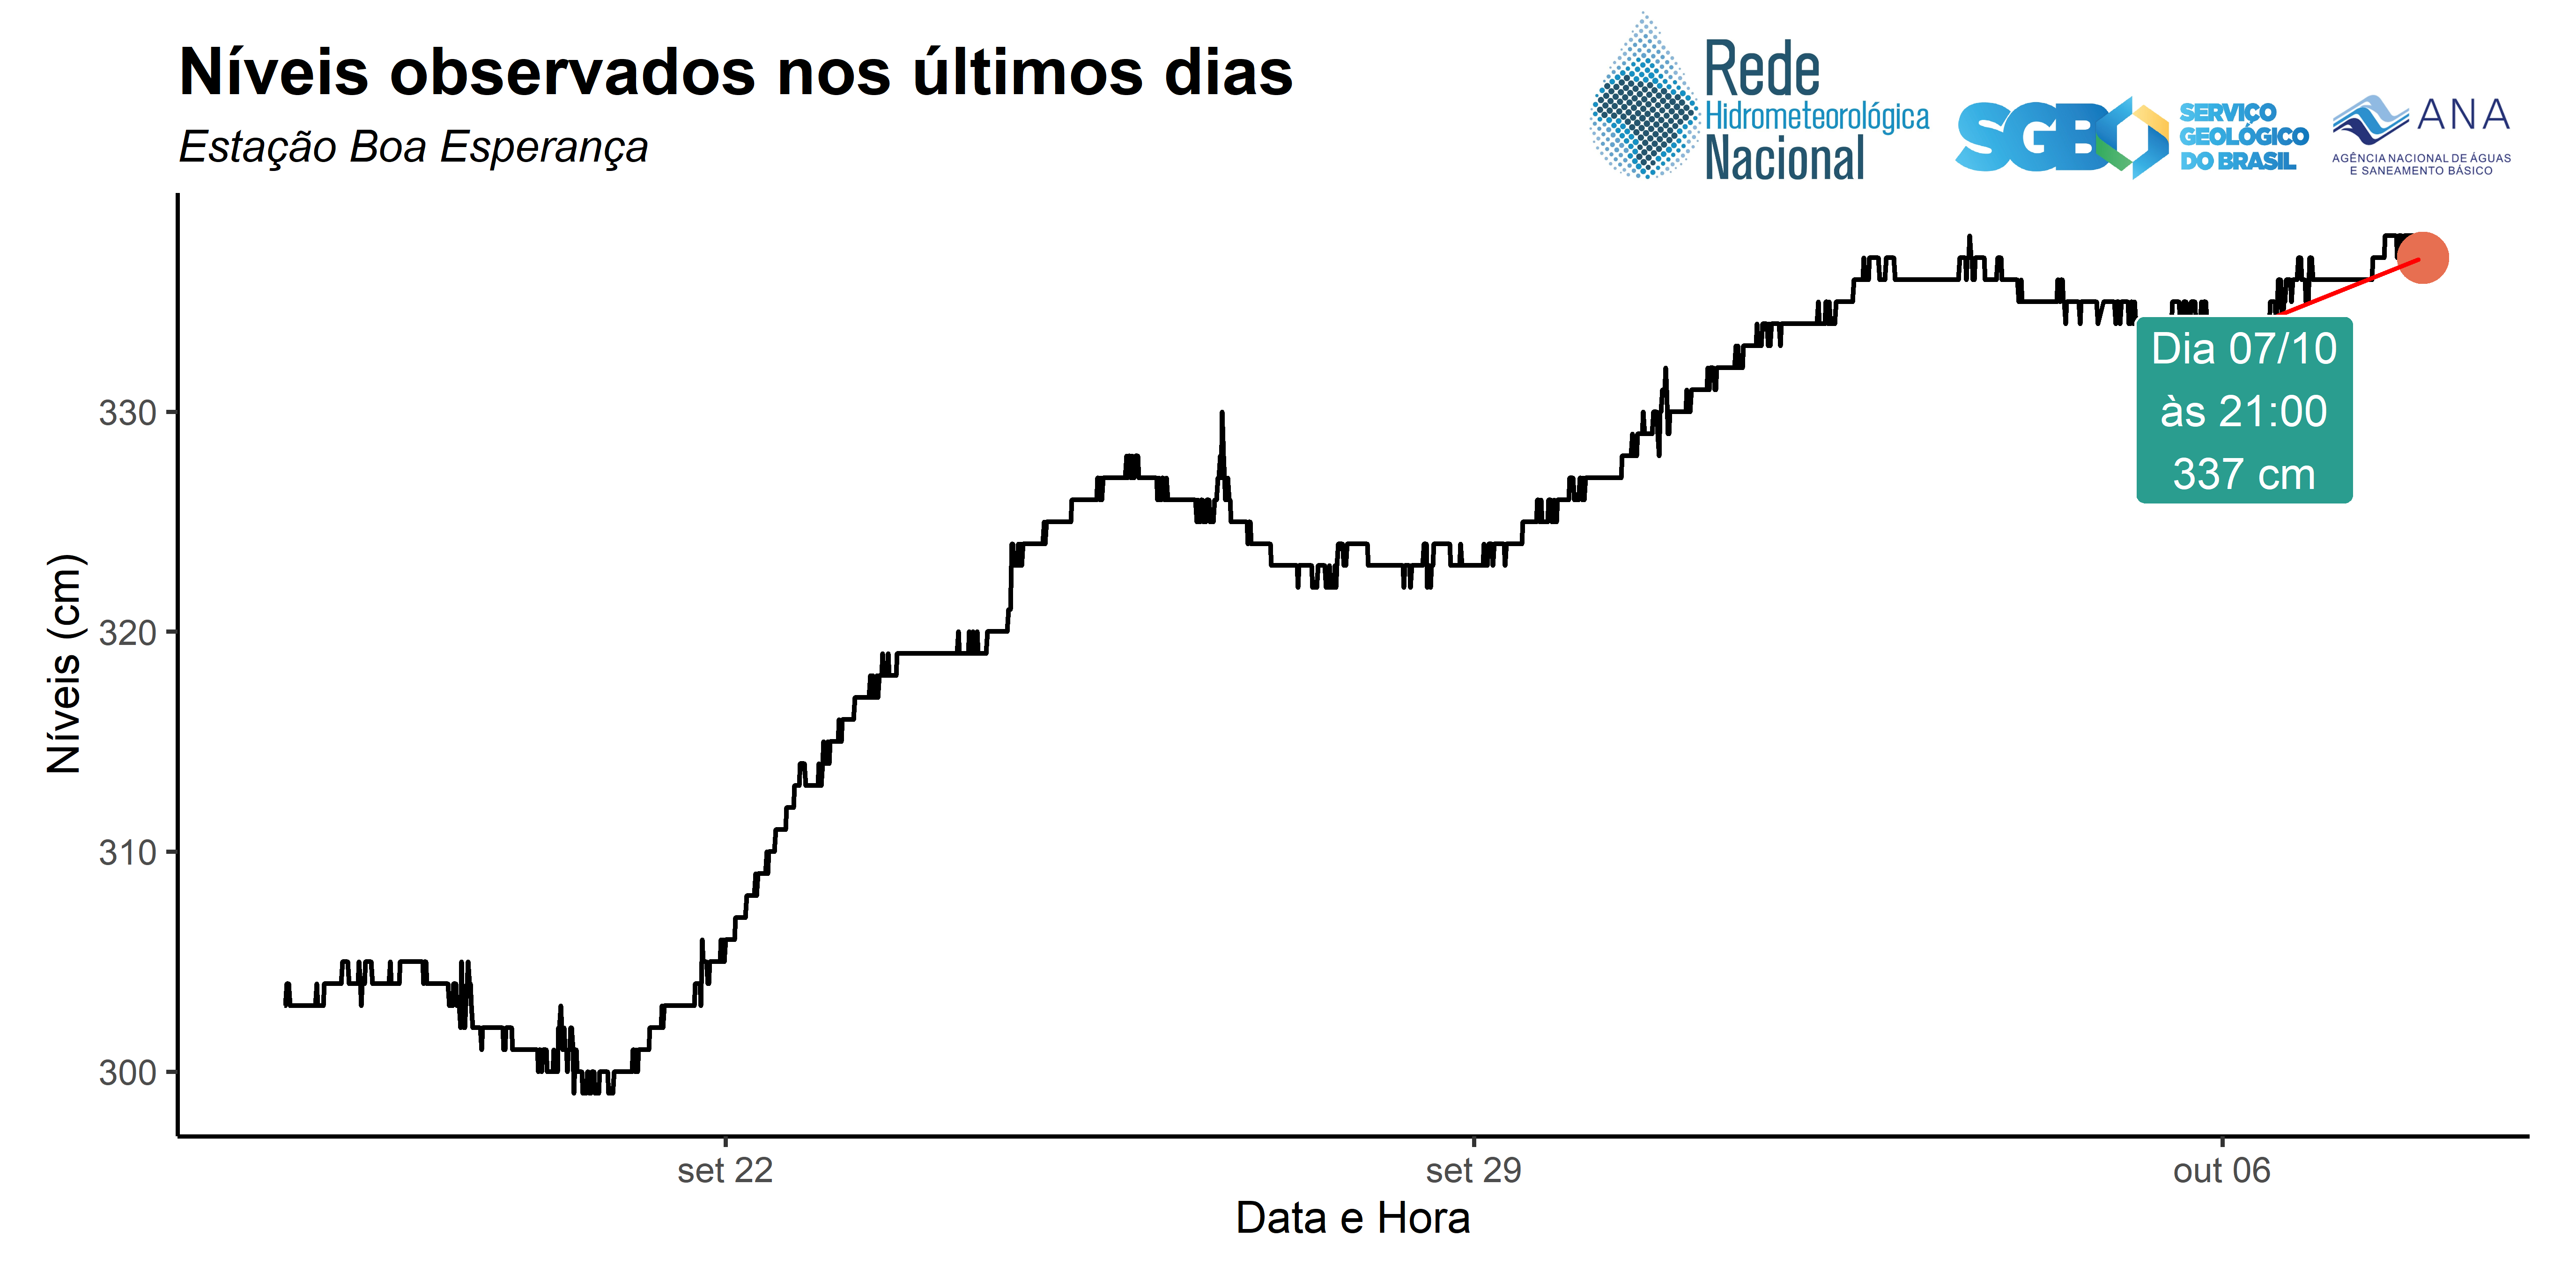 Níveis observados nos últimos dias
Estação Boa Esperança
Rede
Hidrometeorológica
Nacional
SGB
SERVIÇO
GEOLÓGICO
DO BRASIL
ANA
AGÊNCIA NACIONAL DE ÁGUAS
E SANEAMENTO BÁSICO
Níveis (cm)
330
320
310
300
Dia 07/10
às 21:00
337 cm
set 22
set 29
out 06
Data e Hora